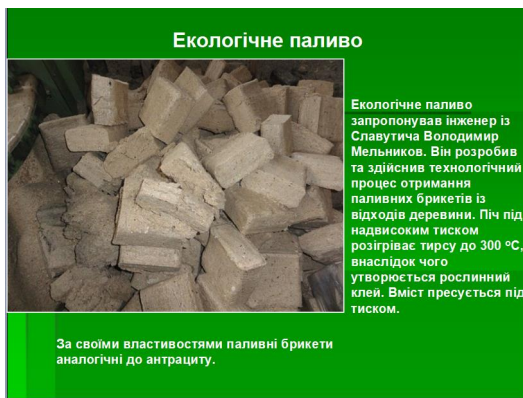 Екологічне паливо
Екологічне паливо
запропонував інженер із
Славутича Володимир
Мельников. Він розробив
та здійснив технологічний
процес отримання
паливних брикетів із
відходів деревини. Піч під
надвисоким тиском
розігріває тирсу до 300 ᵒС,
внаслідок чого
утворюється рослинний
клей. Вміст пресується під
тиском.
За своїми властивостями паливні брикети
аналогічні до антрациту.